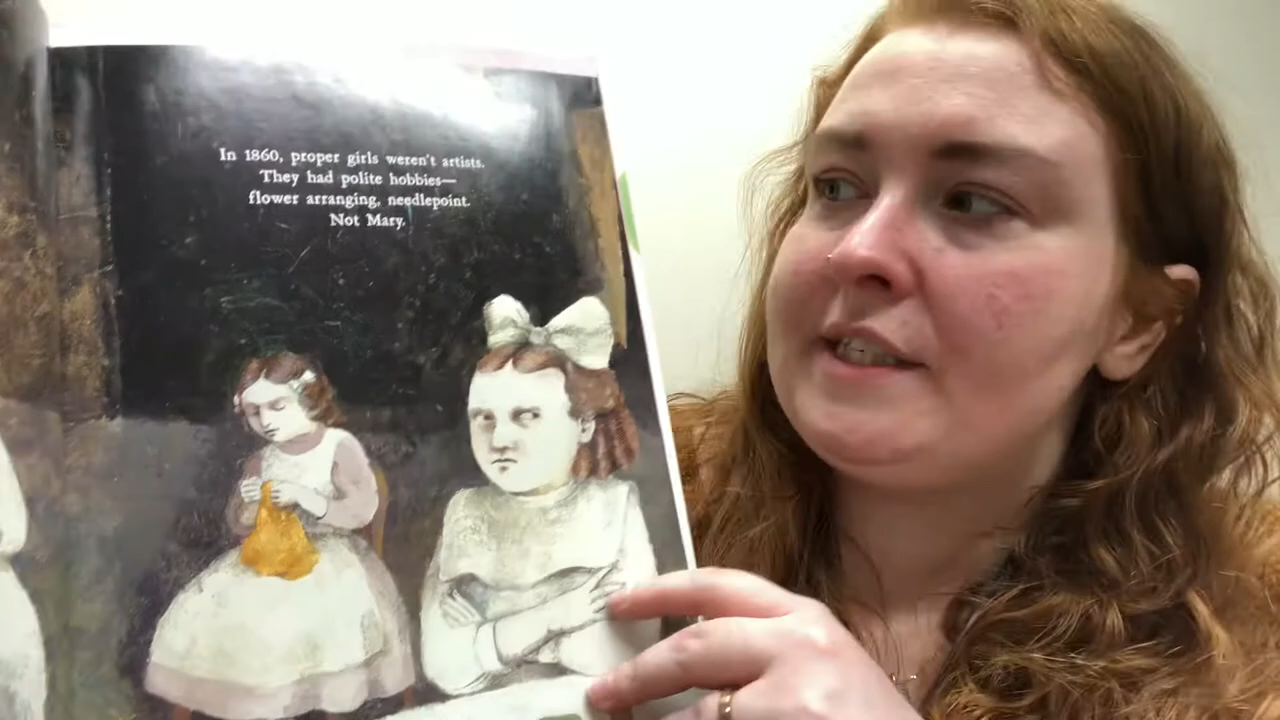 In 1860, proper girls weren't artists.
They had polite hobbies—
flower arranging, needlepoint.
Not Mary.